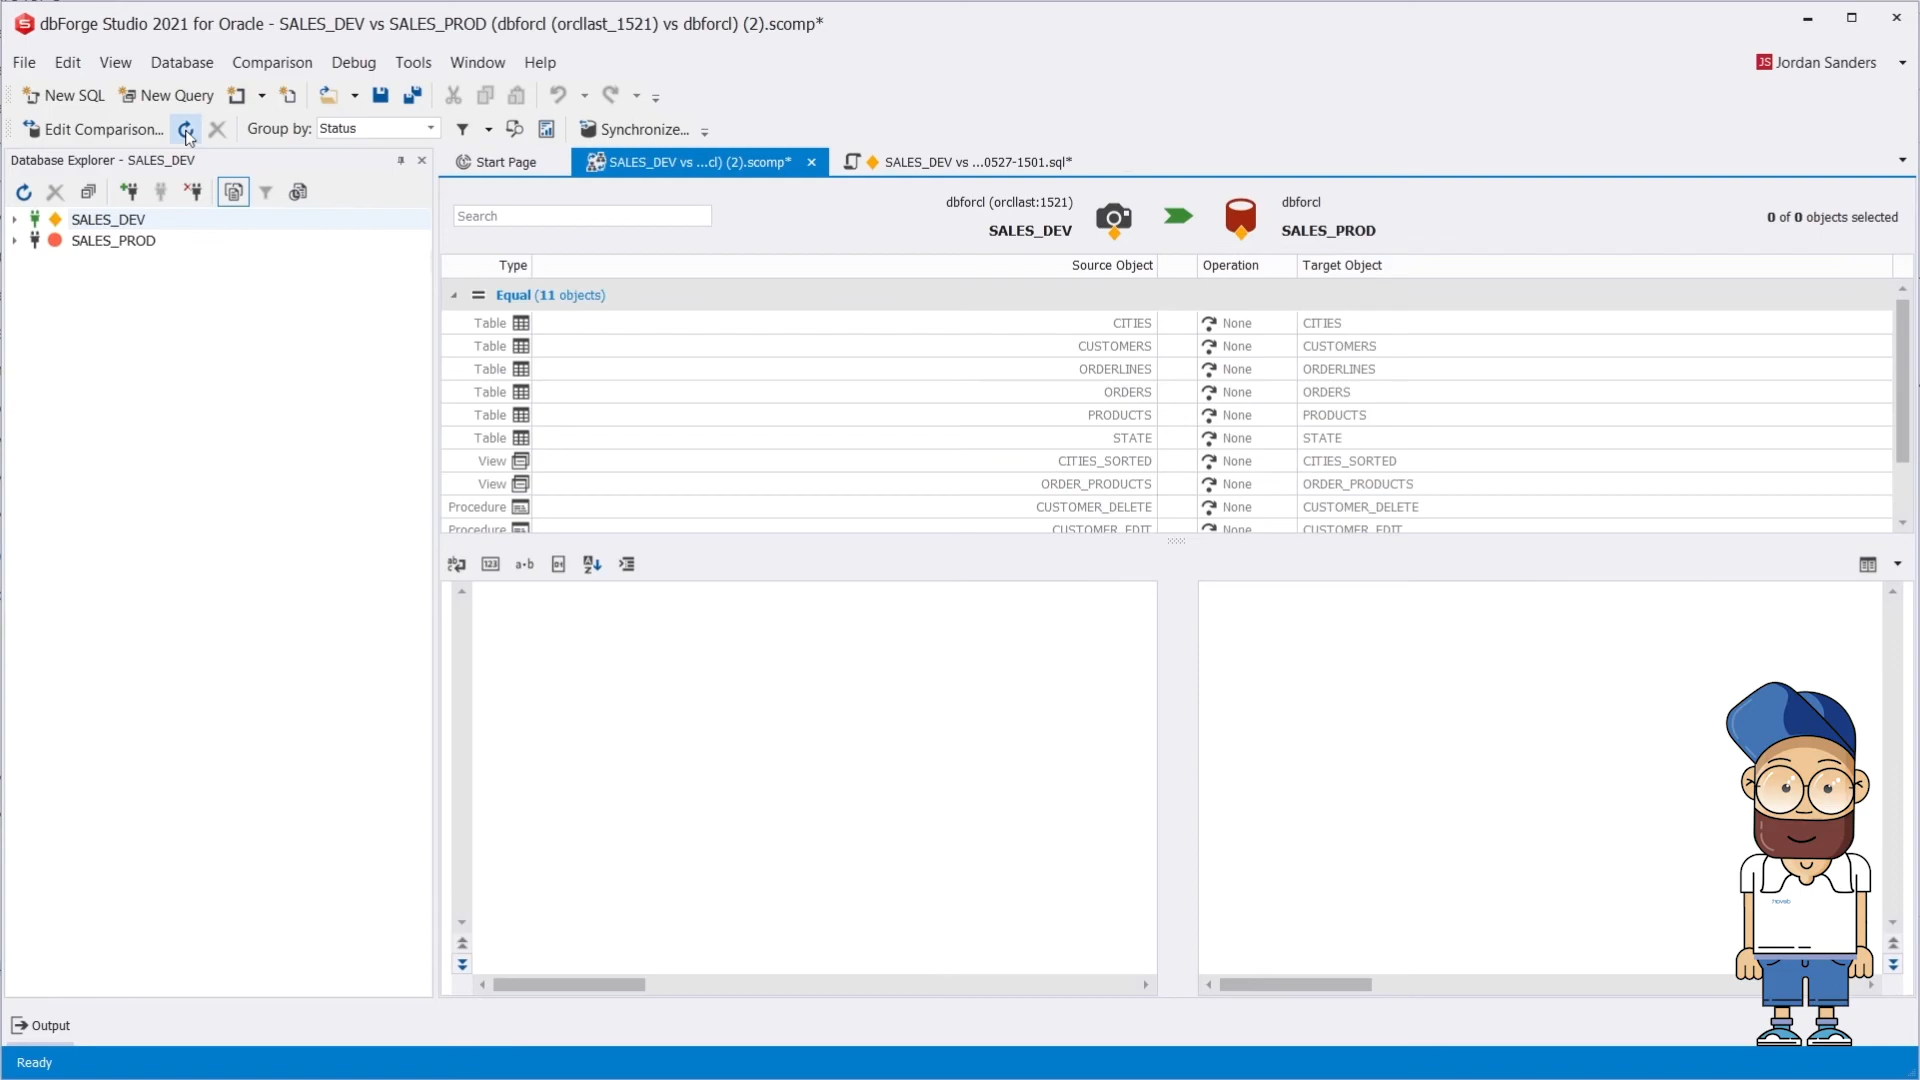 dbForge Studio 2021 for Oracle - SALES_DEV vs SALES_PROD (dbforcl (orcllast_1521) vs dbforcl) (2).scomp*
File Edit View Database Comparison Debug Tools Window Help
JS Jordan Sanders
New SQL New Query
Edit Comparison... Group by: Status Synchronize...
Database Explorer - SALES_DEV
SALES_DEV
SALES_PROD
Start Page SALES_DEV vs ...cl) (2).scomp* SALES_DEV vs ...0527-1501.sql*
Search
dbforcl (orcllast:1521)
SALES_DEV
dbforcl
SALES_PROD
0 of 0 objects selected
Type Source Object Operation Target Object
Equal (11 objects)
Table CITIES None CITIES
Table CUSTOMERS None CUSTOMERS
Table ORDERLINES None ORDERLINES
Table ORDERS None ORDERS
Table PRODUCTS None PRODUCTS
Table STATE None STATE
View CITIES_SORTED None CITIES_SORTED
View ORDER_PRODUCTS None ORDER_PRODUCTS
Procedure CUSTOMER_DELETE None CUSTOMER_DELETE
Procedure CUSTOMER_EDIT None CUSTOMER_EDIT
Output
Ready